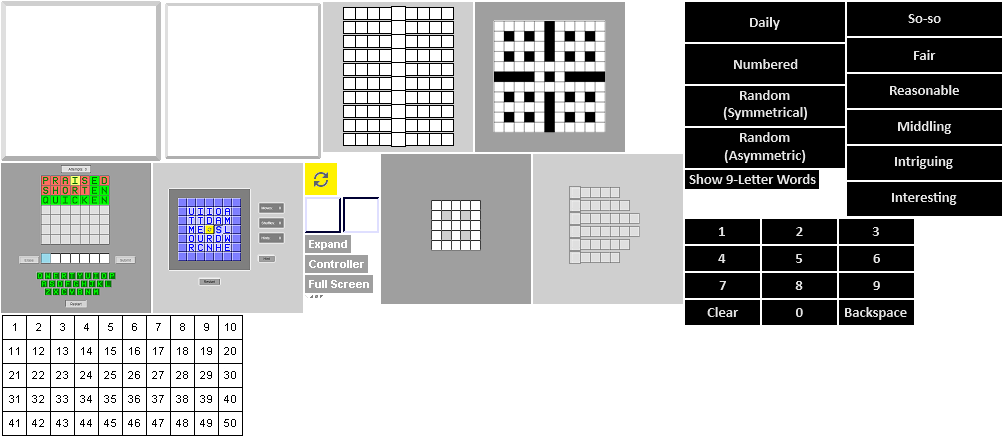 Daily
So-so
Numbered
Fair
Random
(Symmetrical)
Reasonable
Random
(Asymmetric)
Middling
Show 9-Letter Words
Intriguing
Interesting
PRAISED
SHORTEN
QUICKEN
UTIOA
TTDAM
ME SL
OURDW
RCNHE
Restart
Restart
Expand
Controller
Full Screen
1 2 3
4 5 6
7 8 9
Clear 0 Backspace
1 2 3 4 5 6 7 8 9 10
11 12 13 14 15 16 17 18 19 20
21 22 23 24 25 26 27 28 29 30
31 32 33 34 35 36 37 38 39 40
41 42 43 44 45 46 47 48 49 50